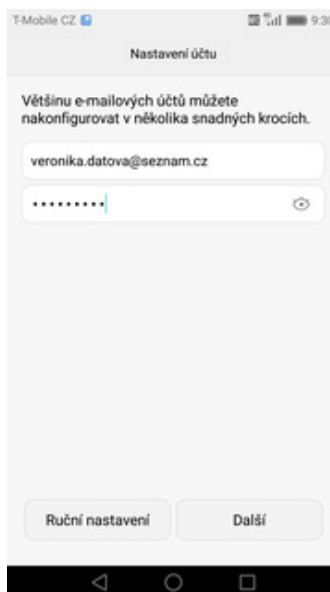 T-Mobile CZ
9:30
Nastavení účtu
Většinu e-mailových účtů můžete
nakonfigurovat v několika snadných krocích.
veronika.datova@seznam.cz
•••••••••
Ruční nastavení
Další